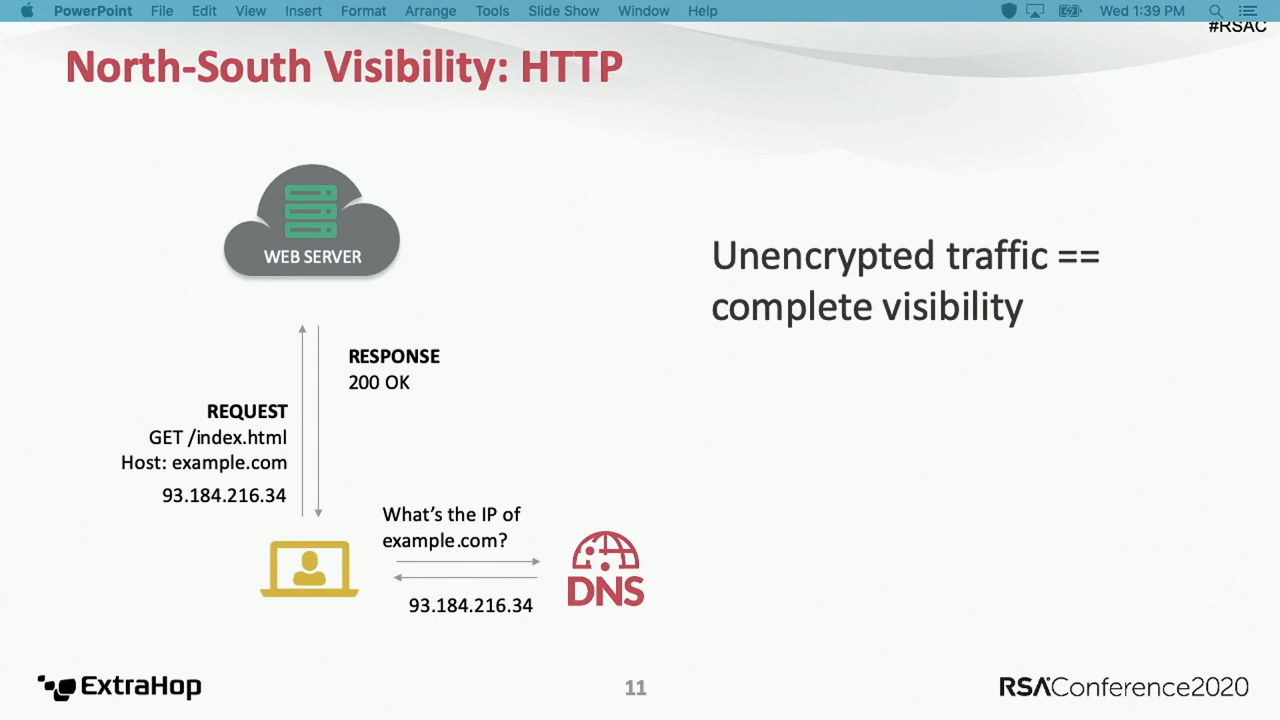 PowerPoint File Edit View Insert Format Arrange Tools Slide Show Window Help Wed 1:39 PM
#RSAC
North-South Visibility: HTTP
WEB SERVER
Unencrypted traffic ==
complete visibility
RESPONSE
200 OK
REQUEST
GET /index.html
Host: example.com
93.184.216.34
What's the IP of
example.com?
DNS
93.184.216.34
ExtraHop
11
RSAConference2020